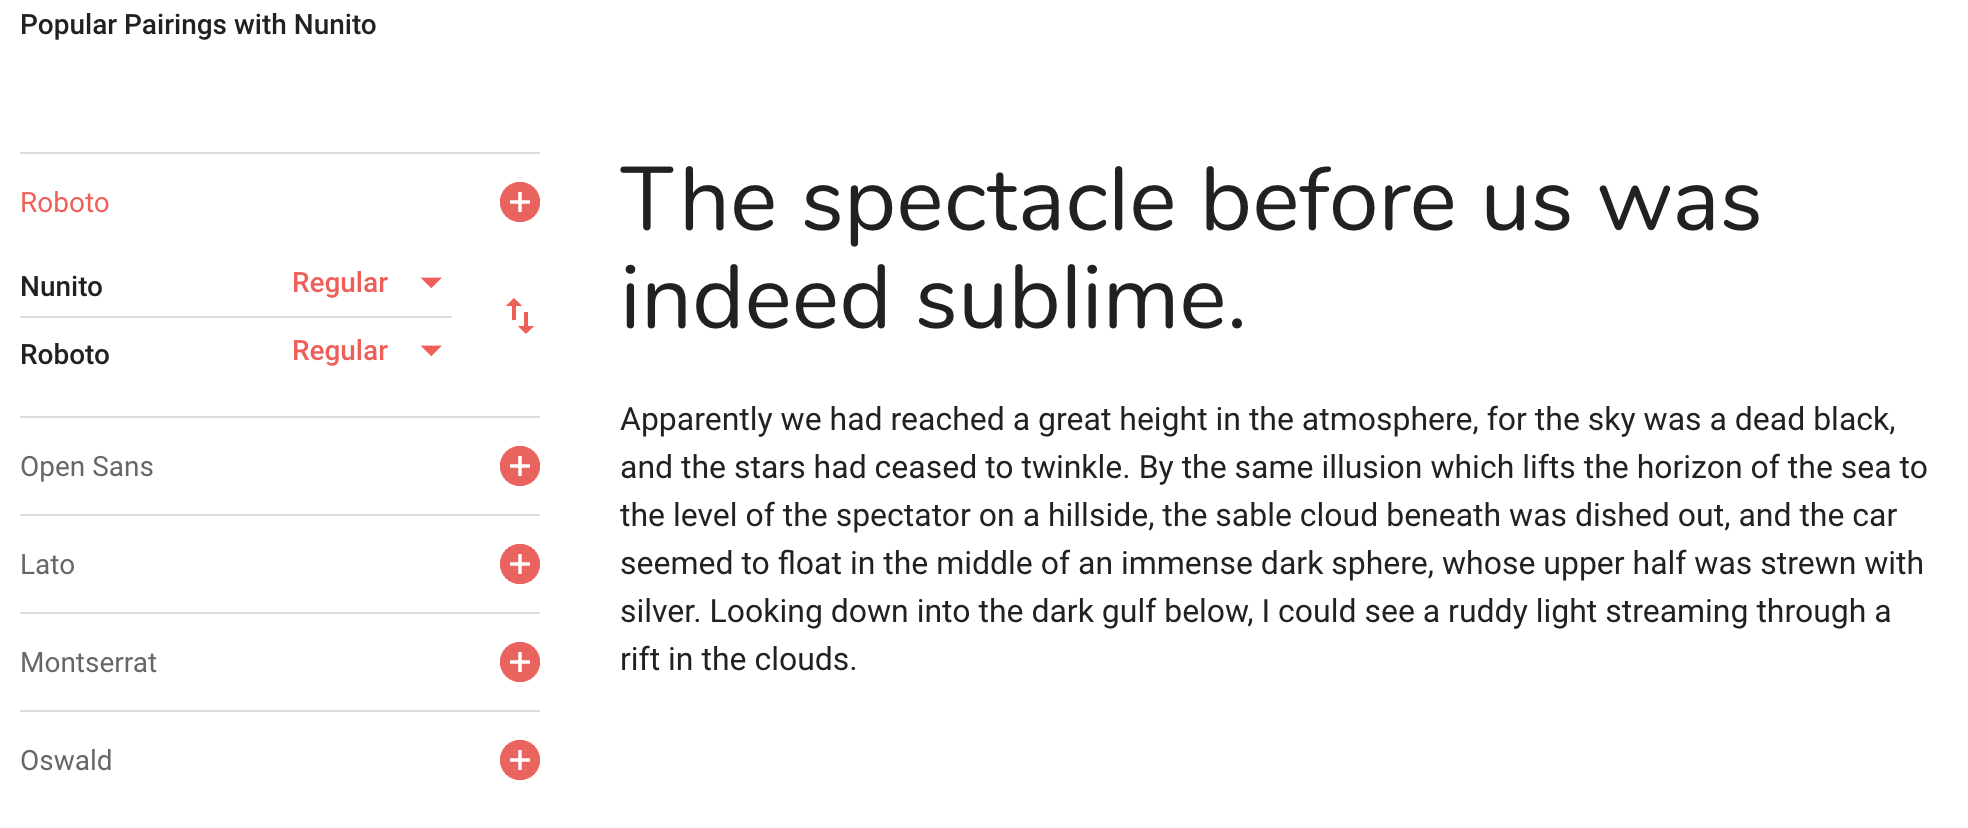 Popular Pairings with Nunito
Roboto
Nunito Regular
Roboto Regular
Open Sans
Lato
Montserrat
Oswald
The spectacle before us was
indeed sublime.
Apparently we had reached a great height in the atmosphere, for the sky was a dead black,
and the stars had ceased to twinkle. By the same illusion which lifts the horizon of the sea to
the level of the spectator on a hillside, the sable cloud beneath was dished out, and the car
seemed to float in the middle of an immense dark sphere, whose upper half was strewn with
silver. Looking down into the dark gulf below, I could see a ruddy light streaming through a
rift in the clouds.